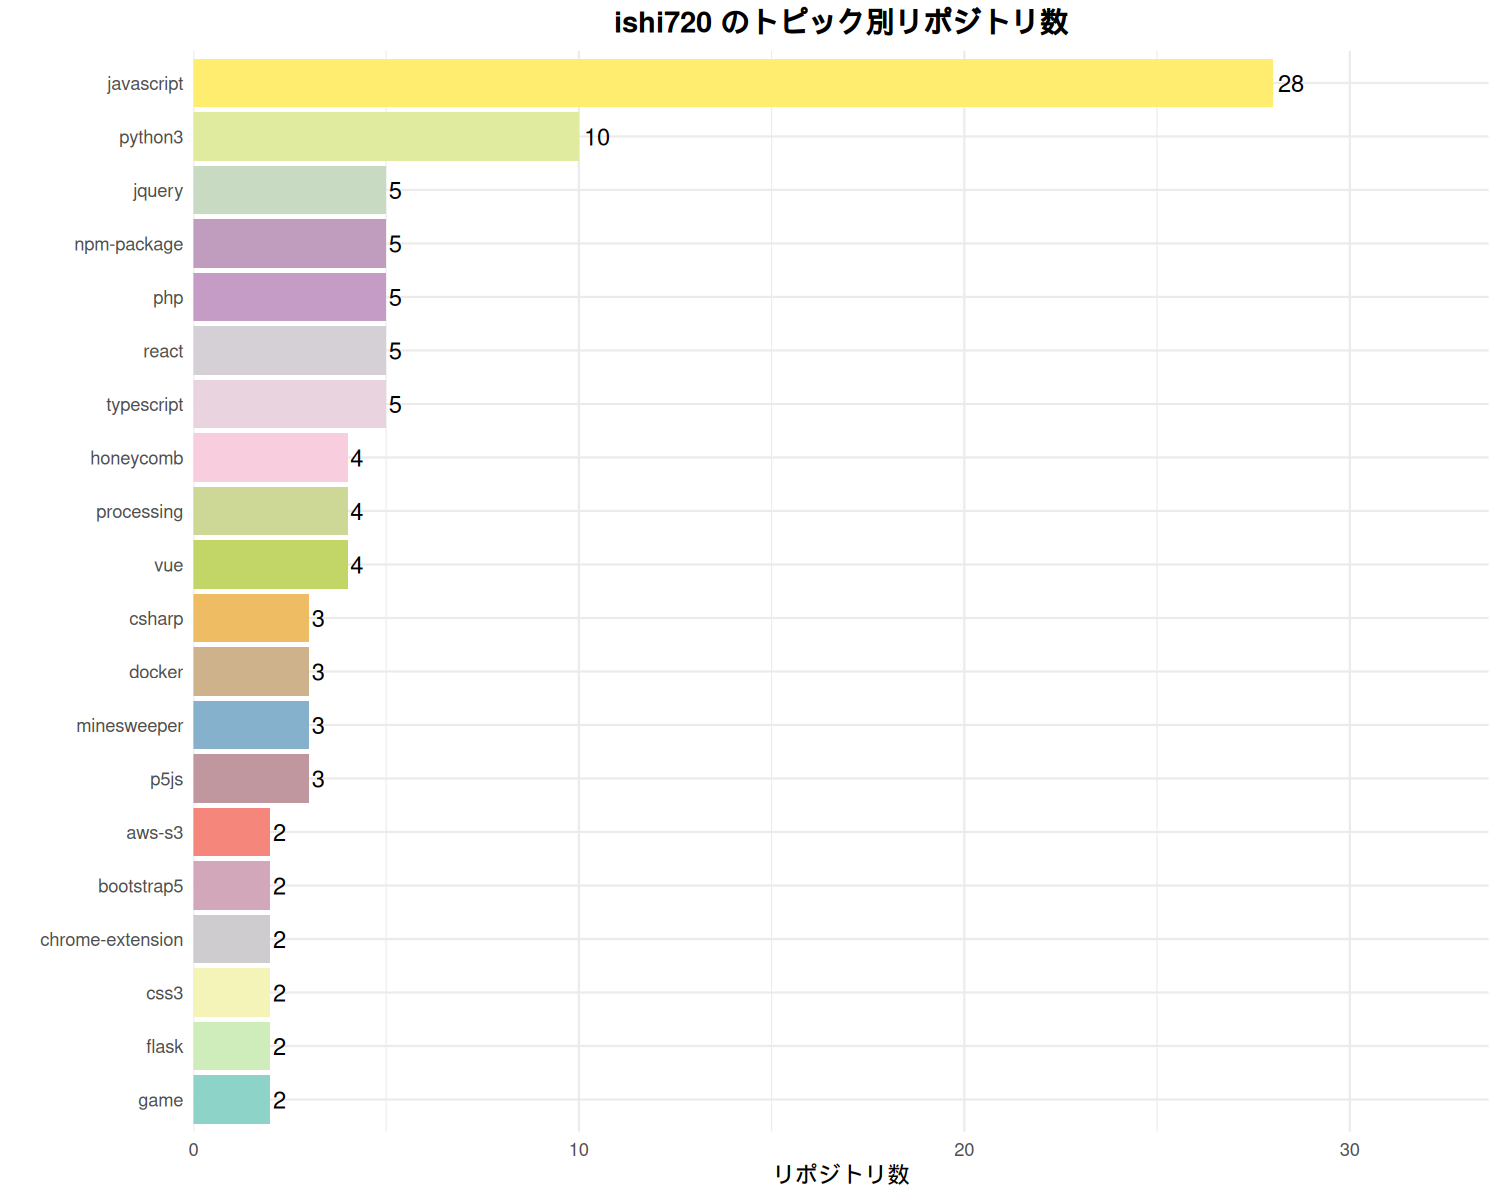 ishi720 のトピック別リポジトリ数
javascript 28
python3 10
jquery 5
npm-package 5
php 5
react 5
typescript 5
honeycomb 4
processing 4
vue 4
csharp 3
docker 3
minesweeper 3
p5js 3
aws-s3 2
bootstrap5 2
chrome-extension 2
css3 2
flask 2
game 2
0 10 20 30
リポジトリ数